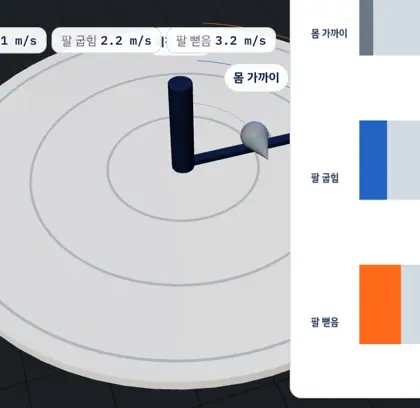 1 m/s 팔 굽힘 2.2 m/s 팔 뻗음 3.2 m/s
몸 가까이
몸 가까이
팔 굽힘
팔 뻗음